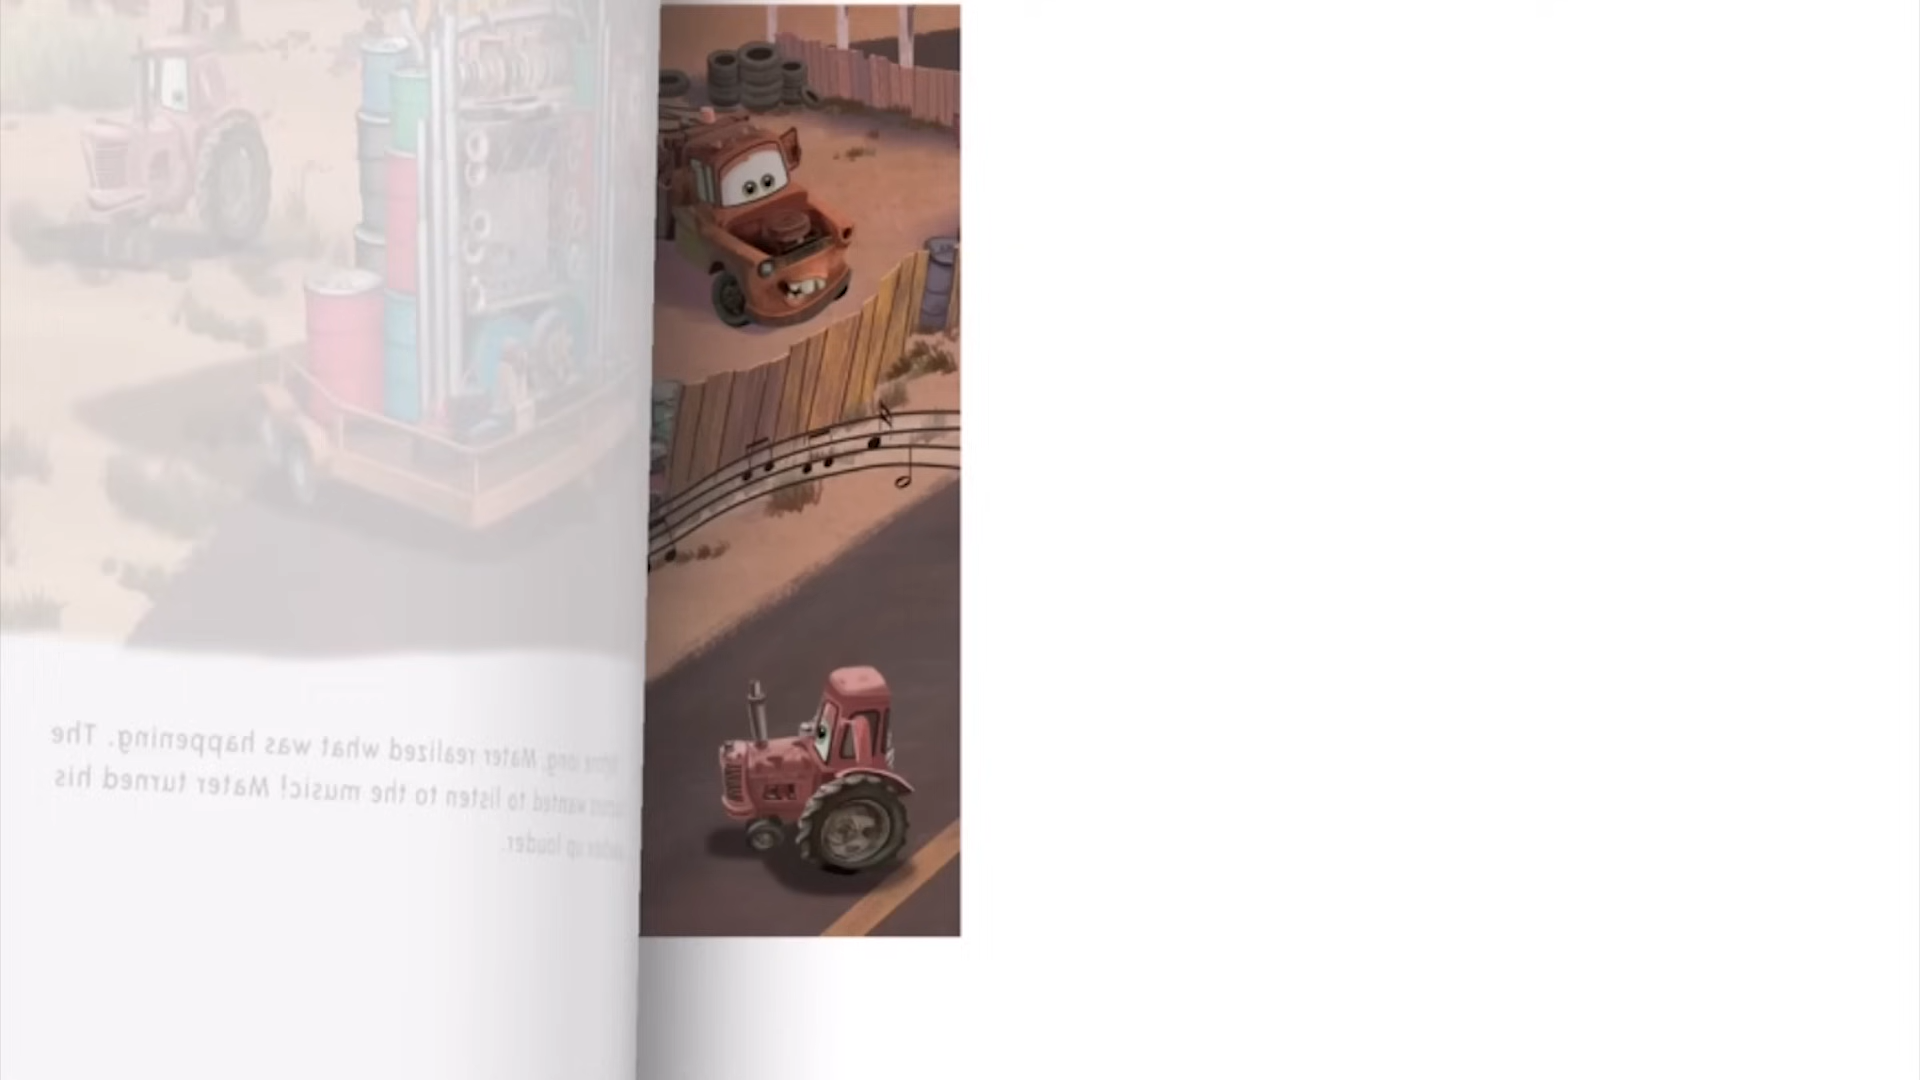 Mater realized what was happening. The
wanted to listen to the music! Mater turned his
up louder.